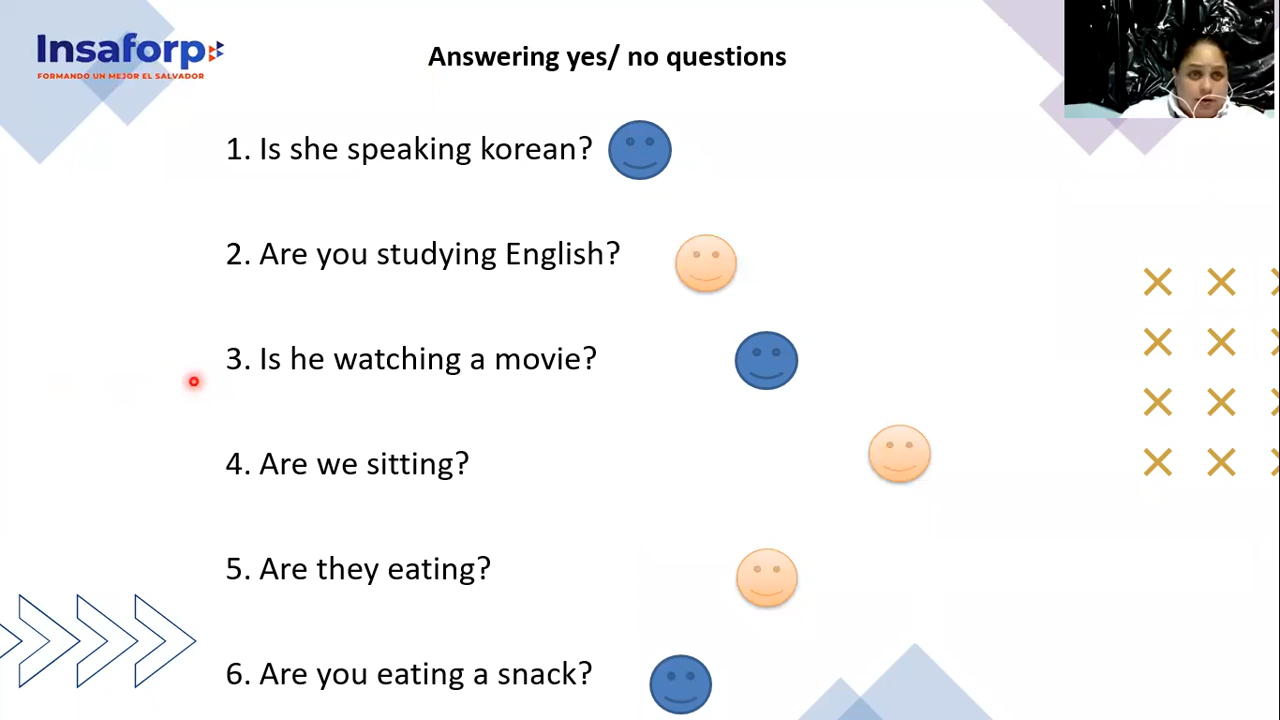 Insaforp
FORMANDO UN MEJOR EL SALVADOR
Answering yes/ no questions
1. Is she speaking korean?
2. Are you studying English?
3. Is he watching a movie?
4. Are we sitting?
5. Are they eating?
6. Are you eating a snack?